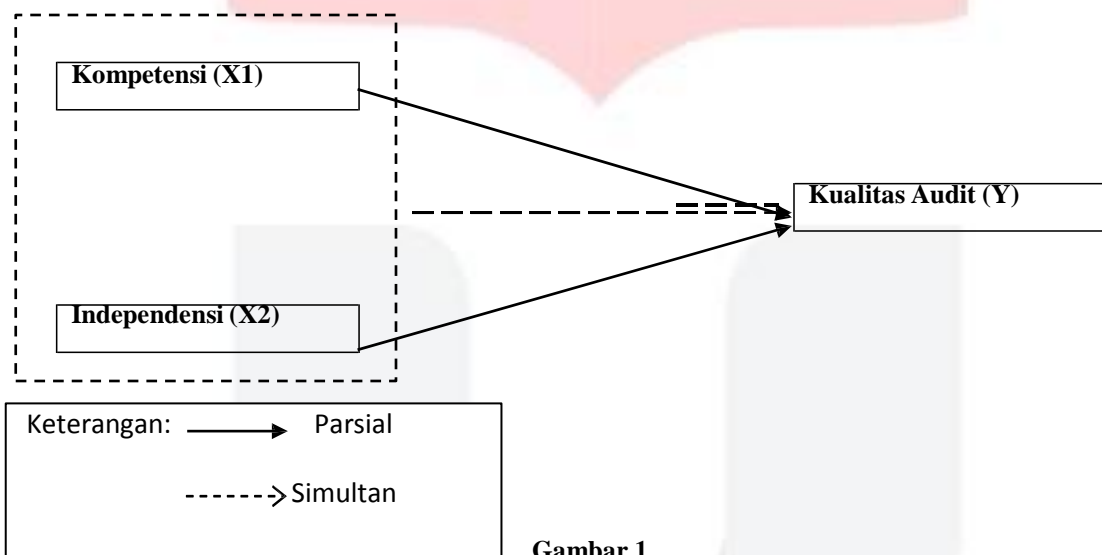 Kompetensi (X1)
Kualitas Audit (Y)
Independensi (X2)
Keterangan: Parsial
Simultan
Gambar 1